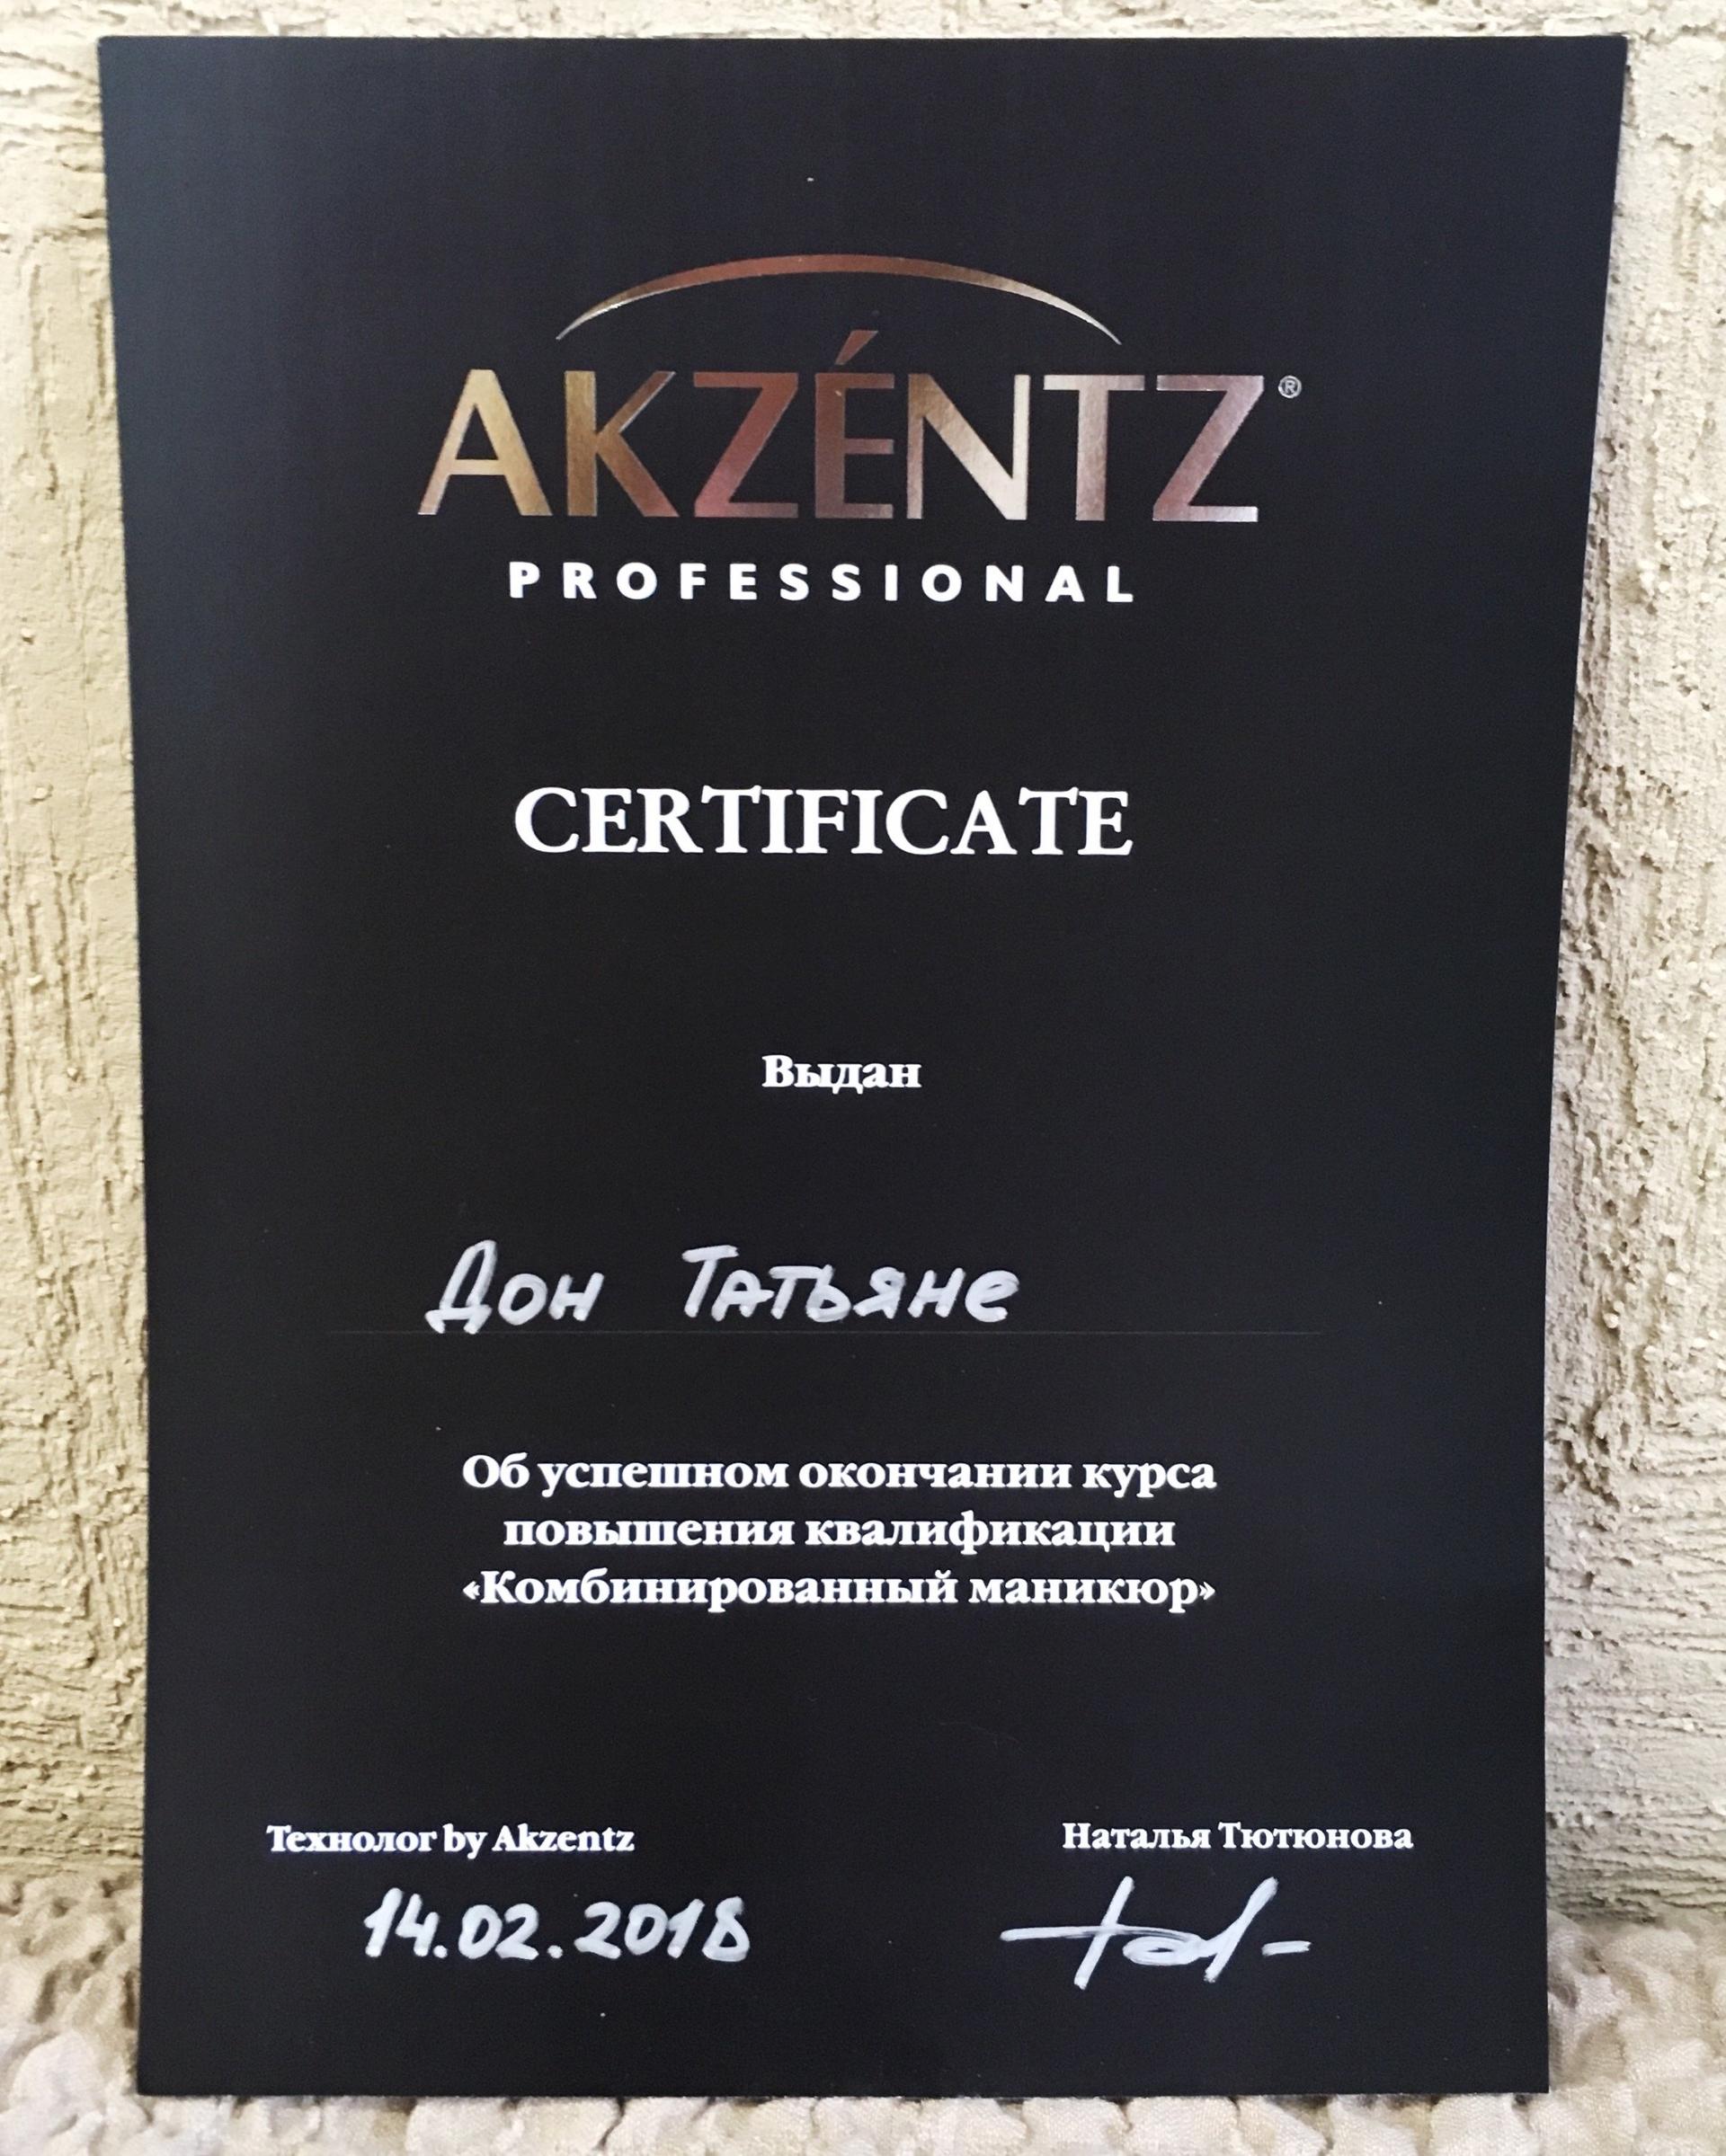 AKZÉNTZ®
PROFESSIONAL
CERTIFICATE
Выдан
Дон Татьяне
Об успешном окончании курса
повышения квалификации
«Комбинированный маникюр»
Технолог by Akzentz
Наталья Тютюнова
14.02.2018